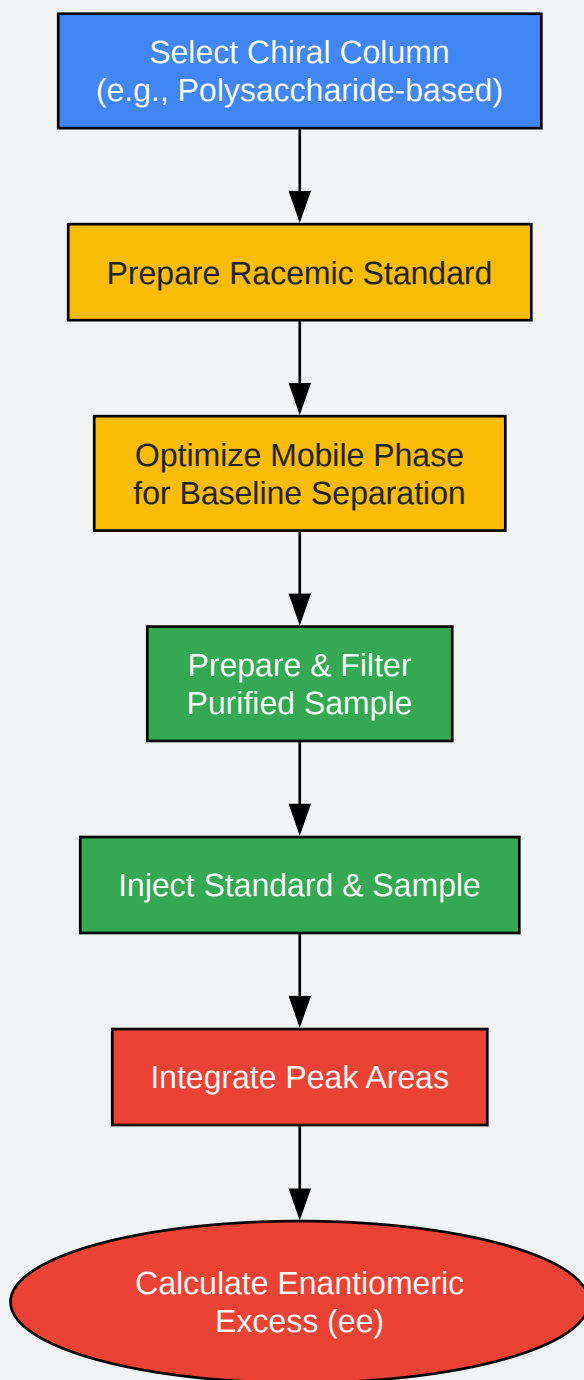 Select Chiral Column
(e.g., Polysaccharide-based)
Prepare Racemic Standard
Optimize Mobile Phase
for Baseline Separation
Prepare & Filter
Purified Sample
Inject Standard & Sample
Integrate Peak Areas
Calculate Enantiomeric
Excess (ee)